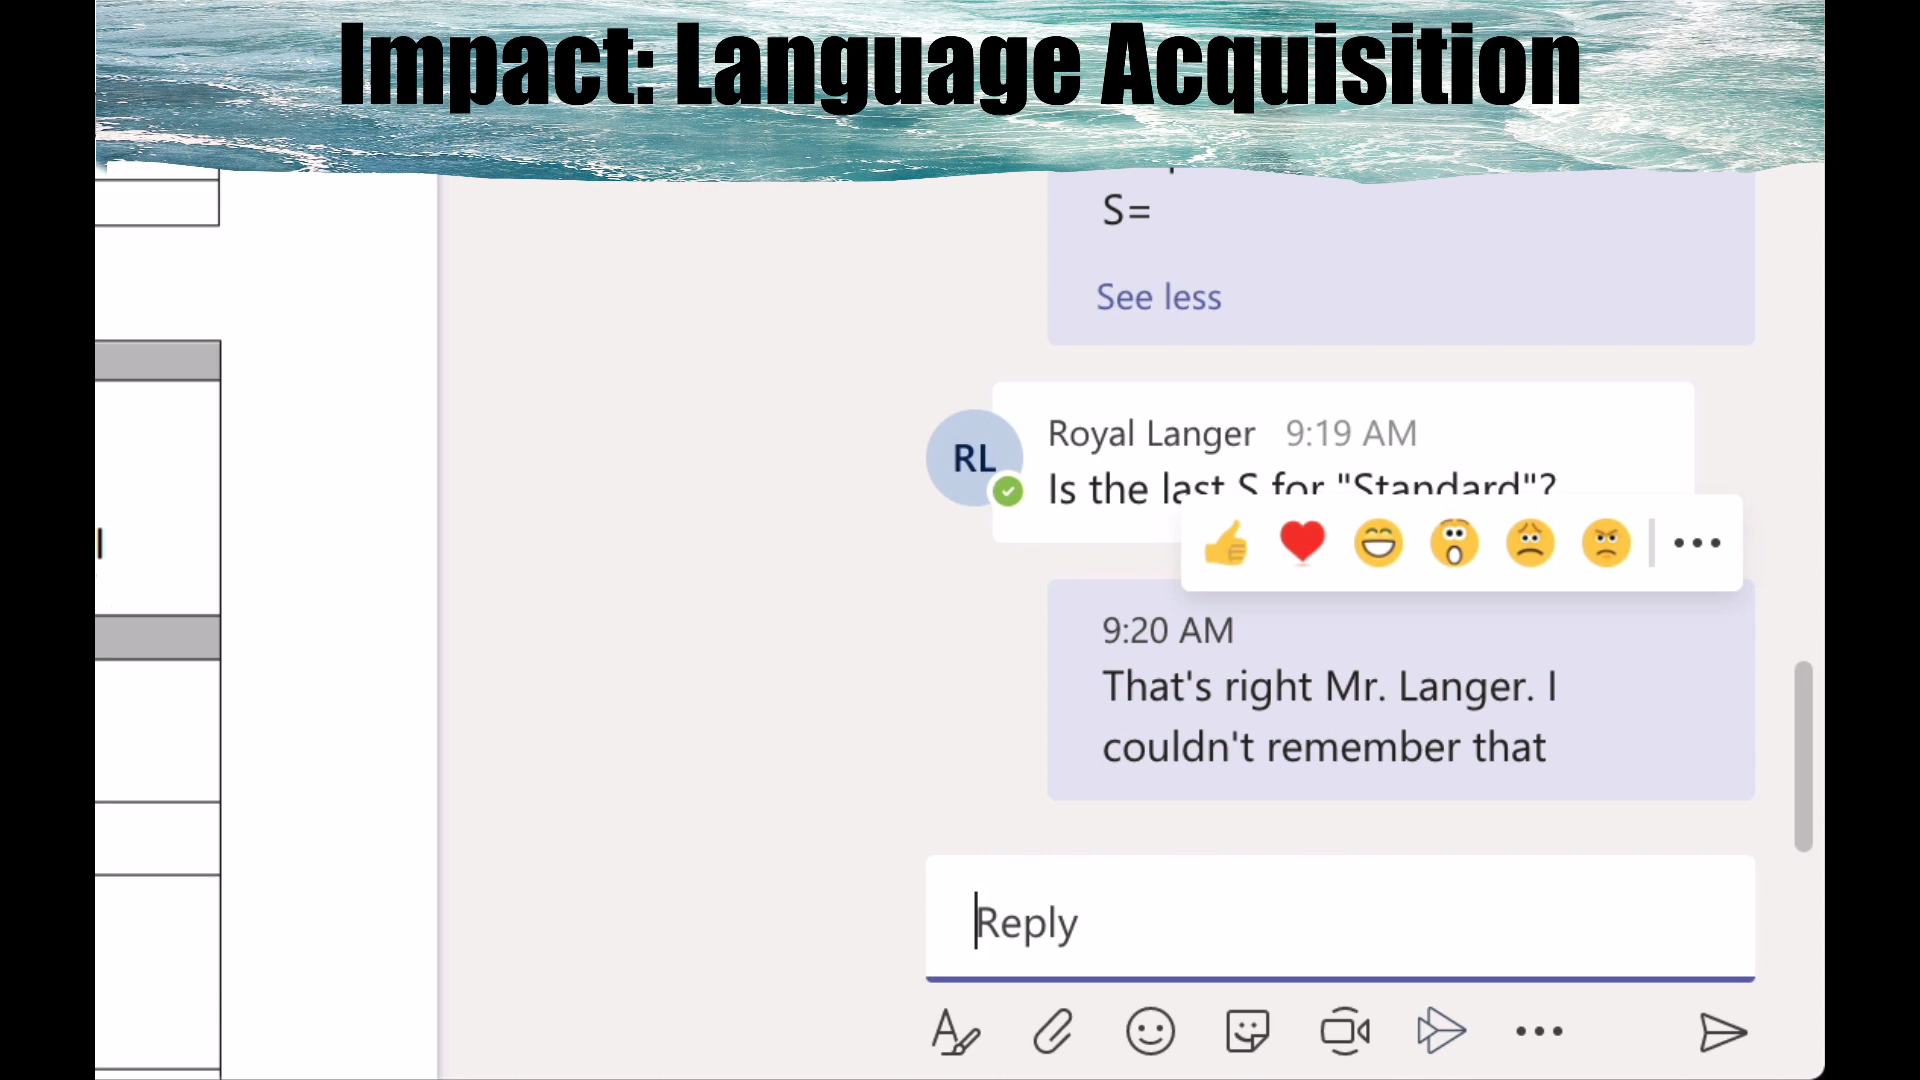 Impact: Language Acquisition
S=
See less
RL
Royal Langer 9:19 AM
Is the last S for "Standard"?
9:20 AM
That's right Mr. Langer. I
couldn't remember that
Reply